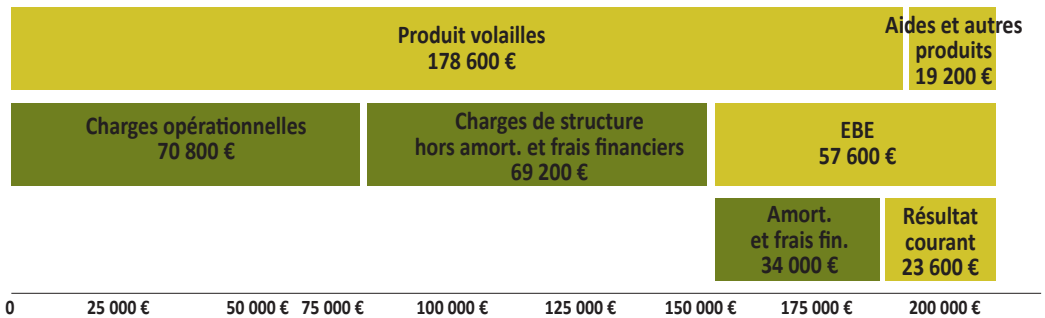 Produit volailles
178 600 €
Aides et autres
produits
19 200 €
Charges opérationnelles
70 800 €
Charges de structure
hors amort. et frais financiers
69 200 €
EBE
57 600 €
Amort.
et frais fin.
34 000 €
Résultat
courant
23 600 €
0 25 000 € 50 000 € 75 000 € 100 000 € 125 000 € 150 000 € 175 000 € 200 000 €